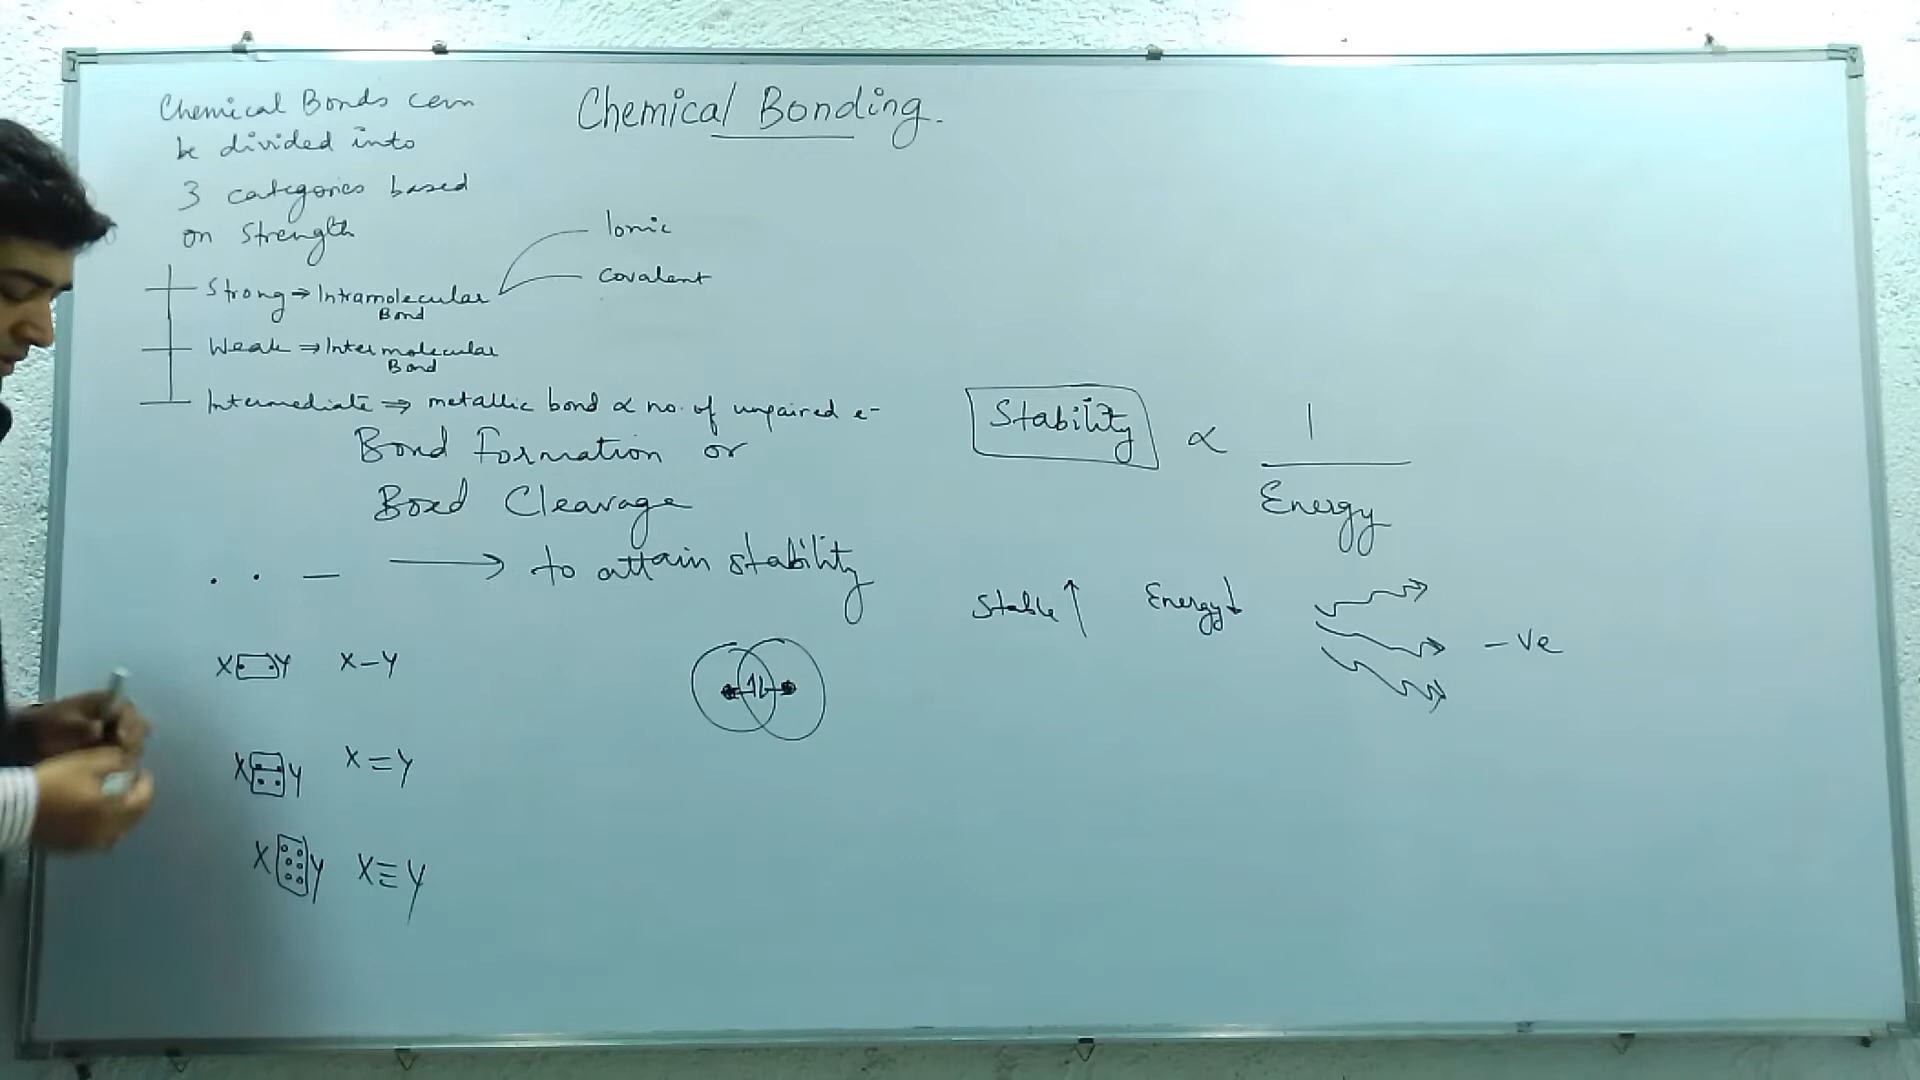 Chemical Bonding.
Chemical Bonds can
be divided into
3 categories based
on Strength
Strong ⇒ Intramolecular
Bond
Ionic
Covalent
Weak ⇒ Intermolecular
Bond
Intermediate ⇒ metallic bond ∝ no. of unpaired e-
Bond Formation or
Bond Cleavage
. . — ⟶ to attain stability
X Y X–Y
X Y X=Y
X Y X≡Y
1L
Stability ∝ 1
Energy
Stable ↑ Energy↓ -ve